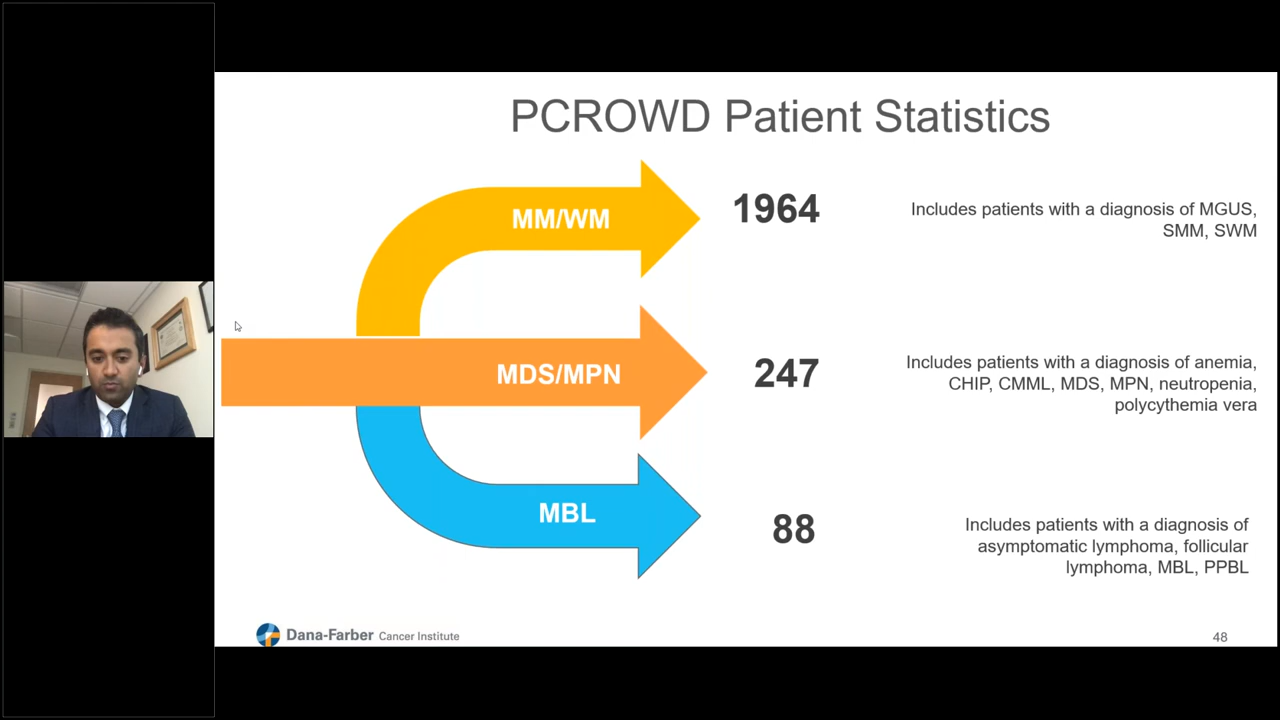 PCROWD Patient Statistics
MM/WM
1964
Includes patients with a diagnosis of MGUS,
SMM, SWM
MDS/MPN
247
Includes patients with a diagnosis of anemia,
CHIP, CMML, MDS, MPN, neutropenia,
polycythemia vera
MBL
88
Includes patients with a diagnosis of
asymptomatic lymphoma, follicular
lymphoma, MBL, PPBL
Dana-Farber Cancer Institute
48